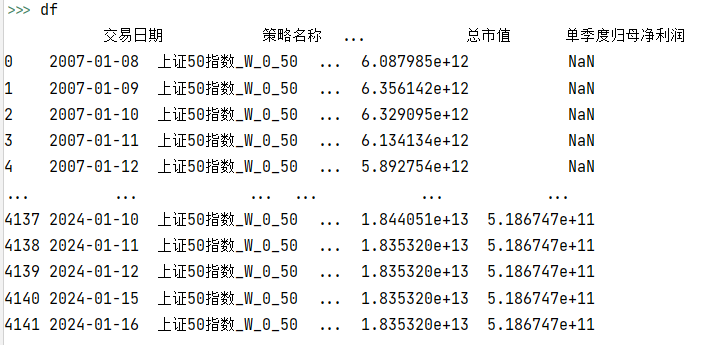 >>> df
交易日期 策略名称 ... 总市值 单季度归母净利润
0 2007-01-08 上证50指数_W_0_50 ... 6.087985e+12 NaN
1 2007-01-09 上证50指数_W_0_50 ... 6.356142e+12 NaN
2 2007-01-10 上证50指数_W_0_50 ... 6.329095e+12 NaN
3 2007-01-11 上证50指数_W_0_50 ... 6.134134e+12 NaN
4 2007-01-12 上证50指数_W_0_50 ... 5.892754e+12 NaN
... ... ... ... ... ...
4137 2024-01-10 上证50指数_W_0_50 ... 1.844051e+13 5.186747e+11
4138 2024-01-11 上证50指数_W_0_50 ... 1.835320e+13 5.186747e+11
4139 2024-01-12 上证50指数_W_0_50 ... 1.835320e+13 5.186747e+11
4140 2024-01-15 上证50指数_W_0_50 ... 1.835320e+13 5.186747e+11
4141 2024-01-16 上证50指数_W_0_50 ... 1.835320e+13 5.186747e+11